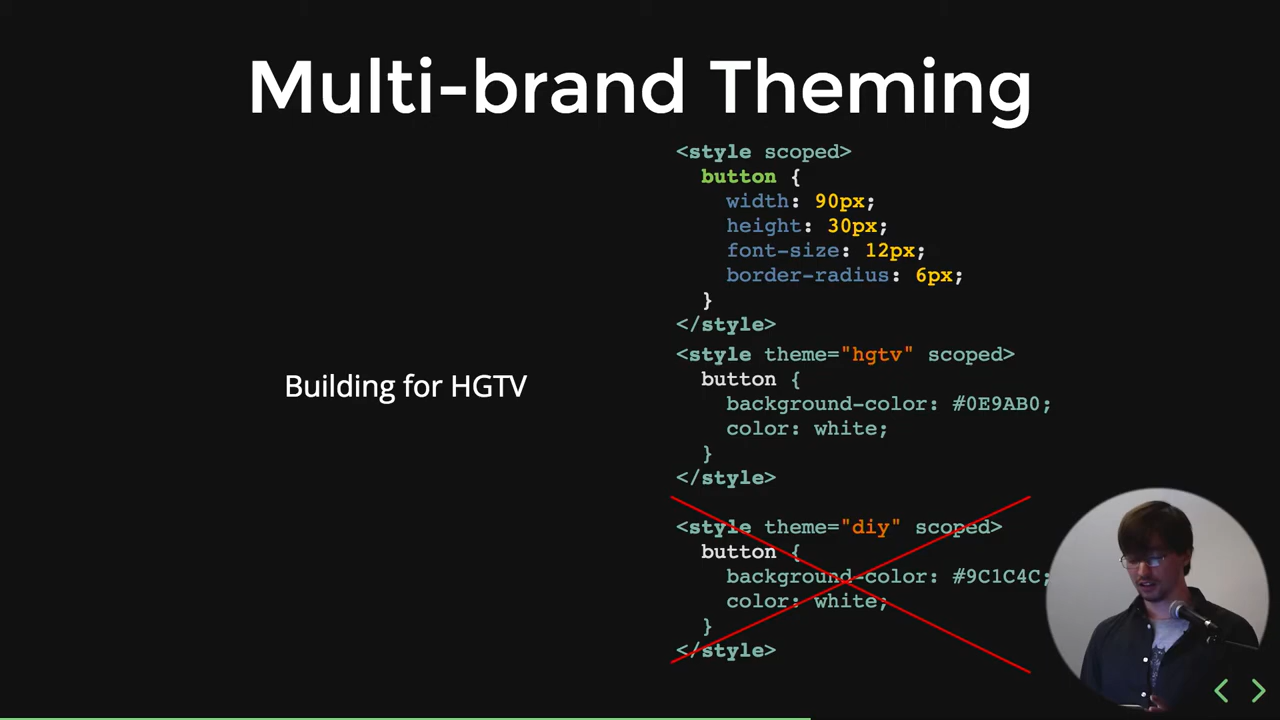 Multi-brand Theming
Building for HGTV
<style scoped>
button {
width: 90px;
height: 30px;
font-size: 12px;
border-radius: 6px;
}
</style>
<style theme="hgtv" scoped>
button {
background-color: #0E9AB0;
color: white;
}
</style>
<style theme="diy" scoped>
button {
background-color: #9C1C4C;
color: white;
}
</style>